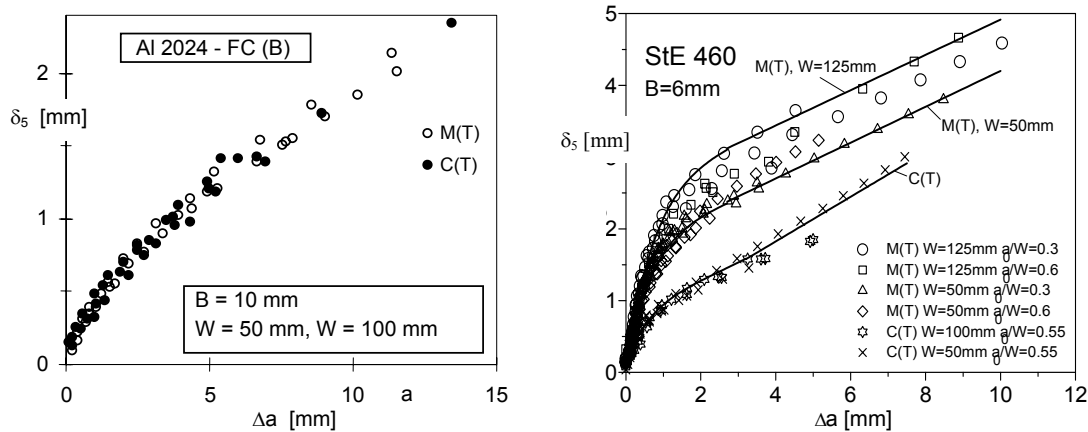 Al 2024 - FC (B)
2
δ5 [mm]
M(T)
C(T)
1
B = 10 mm
W = 50 mm, W = 100 mm
0
0
5
10
a
15
Δa [mm]
StE 460
B=6mm
M(T), W=125mm
M(T), W=50mm
C(T)
5
4
δ5 [mm]
2
1
0
M(T) W=125mm a0/W=0.3
M(T) W=125mm a0/W=0.6
M(T) W=50mm a0/W=0.3
M(T) W=50mm a0/W=0.6
C(T) W=100mm a0/W=0.55
C(T) W=50mm a0/W=0.55
0
2
4
6
8
10
12
Δa [mm]